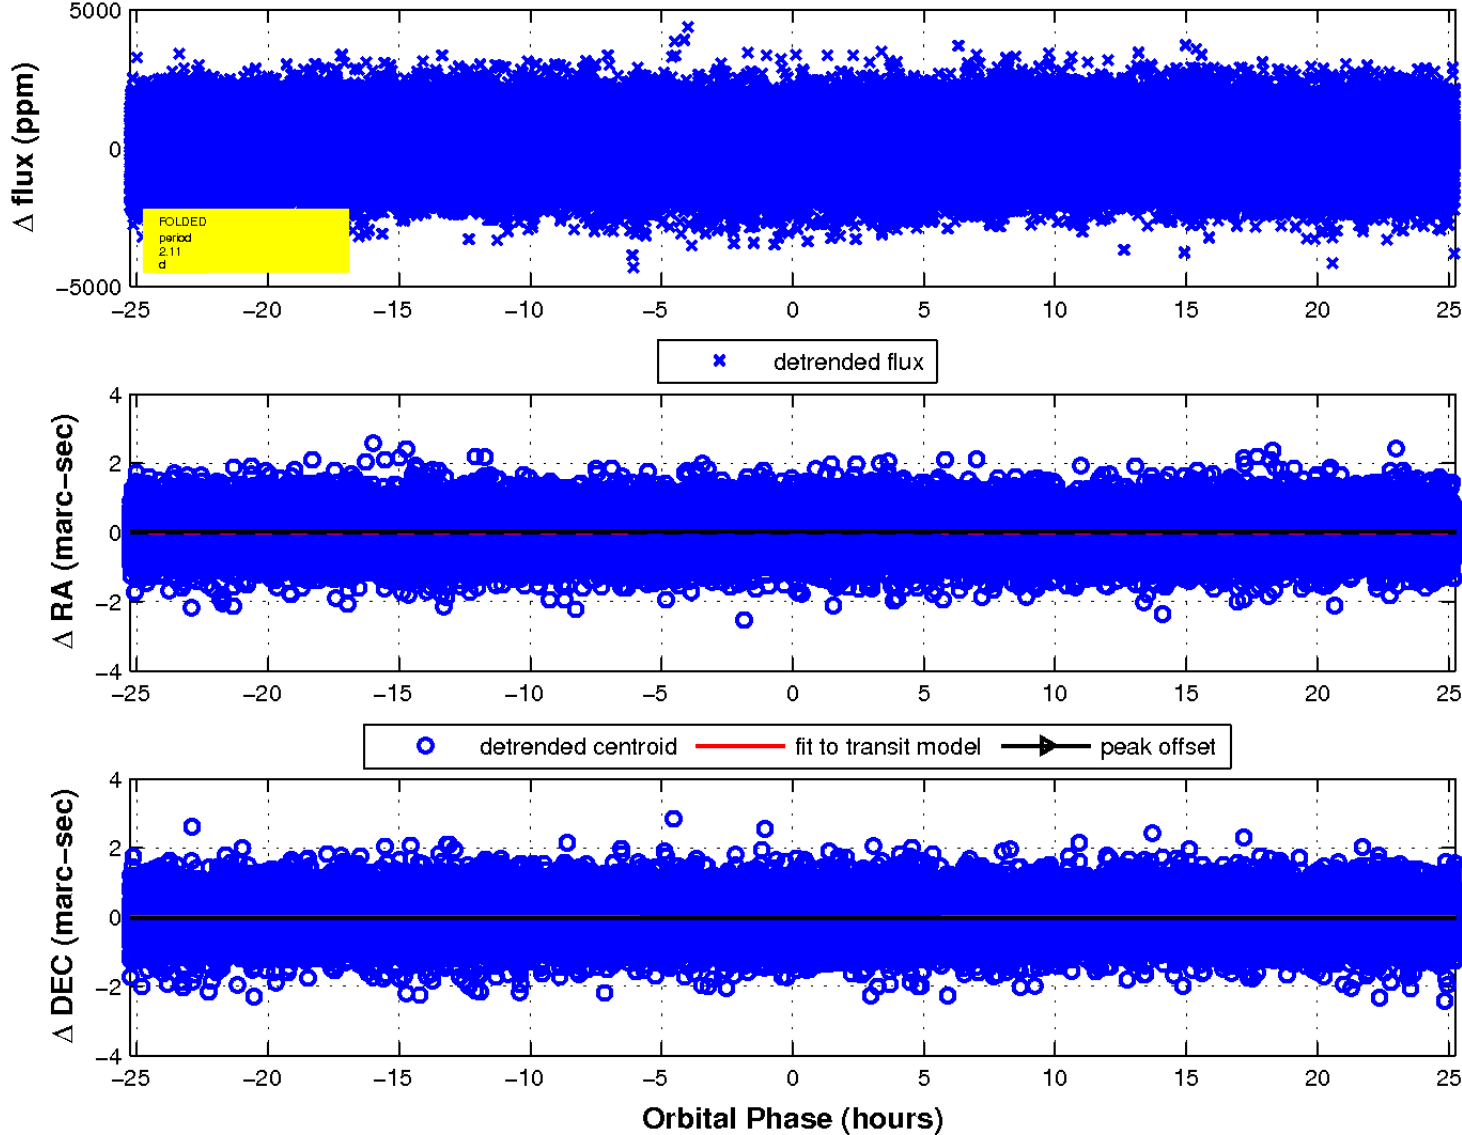 5000
0
−5000
Δ flux (ppm)
FOLDED
period
2.11
d
−25 −20 −15 −10 −5 0 5 10 15 20 25
detrended flux
4
2
0
−2
−4
Δ RA (marc−sec)
−25 −20 −15 −10 −5 0 5 10 15 20 25
detrended centroid fit to transit model peak offset
4
2
0
−2
−4
Δ DEC (marc−sec)
−25 −20 −15 −10 −5 0 5 10 15 20 25
Orbital Phase (hours)